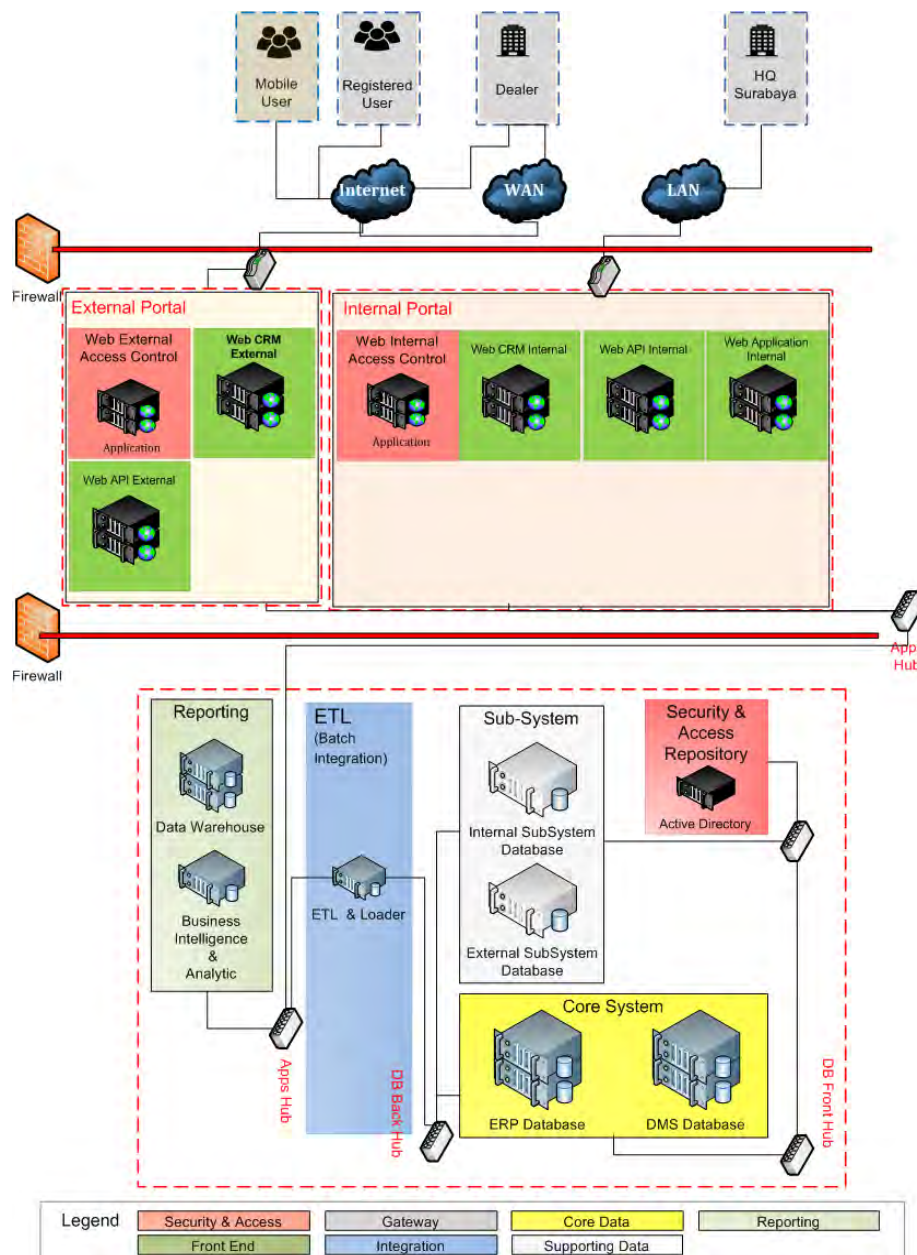 Mobile
User
Registered
User
Dealer
HQ
Surabaya
Internet
WAN
LAN
Firewall
External Portal
Internal Portal
Web External
Access Control
Application
Web CRM
External
Web API External
Web Internal
Access Control
Application
Web CRM Internal
Web API Internal
Web Application
Internal
Firewall
Apps
Hub
Reporting
Data Warehouse
Business
Intelligence
&
Analytic
Apps Hub
ETL
(Batch
Integration)
ETL & Loader
DB Back Hub
Sub-System
Internal SubSystem
Database
External SubSystem
Database
Security &
Access
Repository
Active Directory
Core System
ERP Database
DMS Database
DB Front Hub
Legend
Security & Access
Gateway
Core Data
Reporting
Front End
Integration
Supporting Data